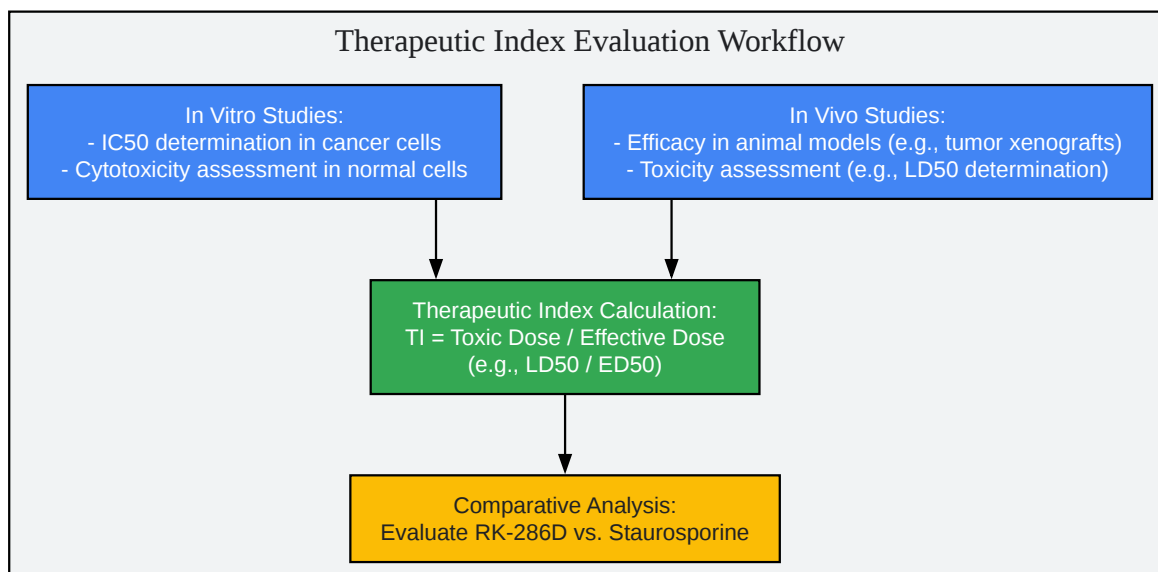 Therapeutic Index Evaluation Workflow
In Vitro Studies:
- IC50 determination in cancer cells
- Cytotoxicity assessment in normal cells
In Vivo Studies:
- Efficacy in animal models (e.g., tumor xenografts)
- Toxicity assessment (e.g., LD50 determination)
Therapeutic Index Calculation:
TI = Toxic Dose / Effective Dose
(e.g., LD50 / ED50)
Comparative Analysis:
Evaluate RK-286D vs. Staurosporine